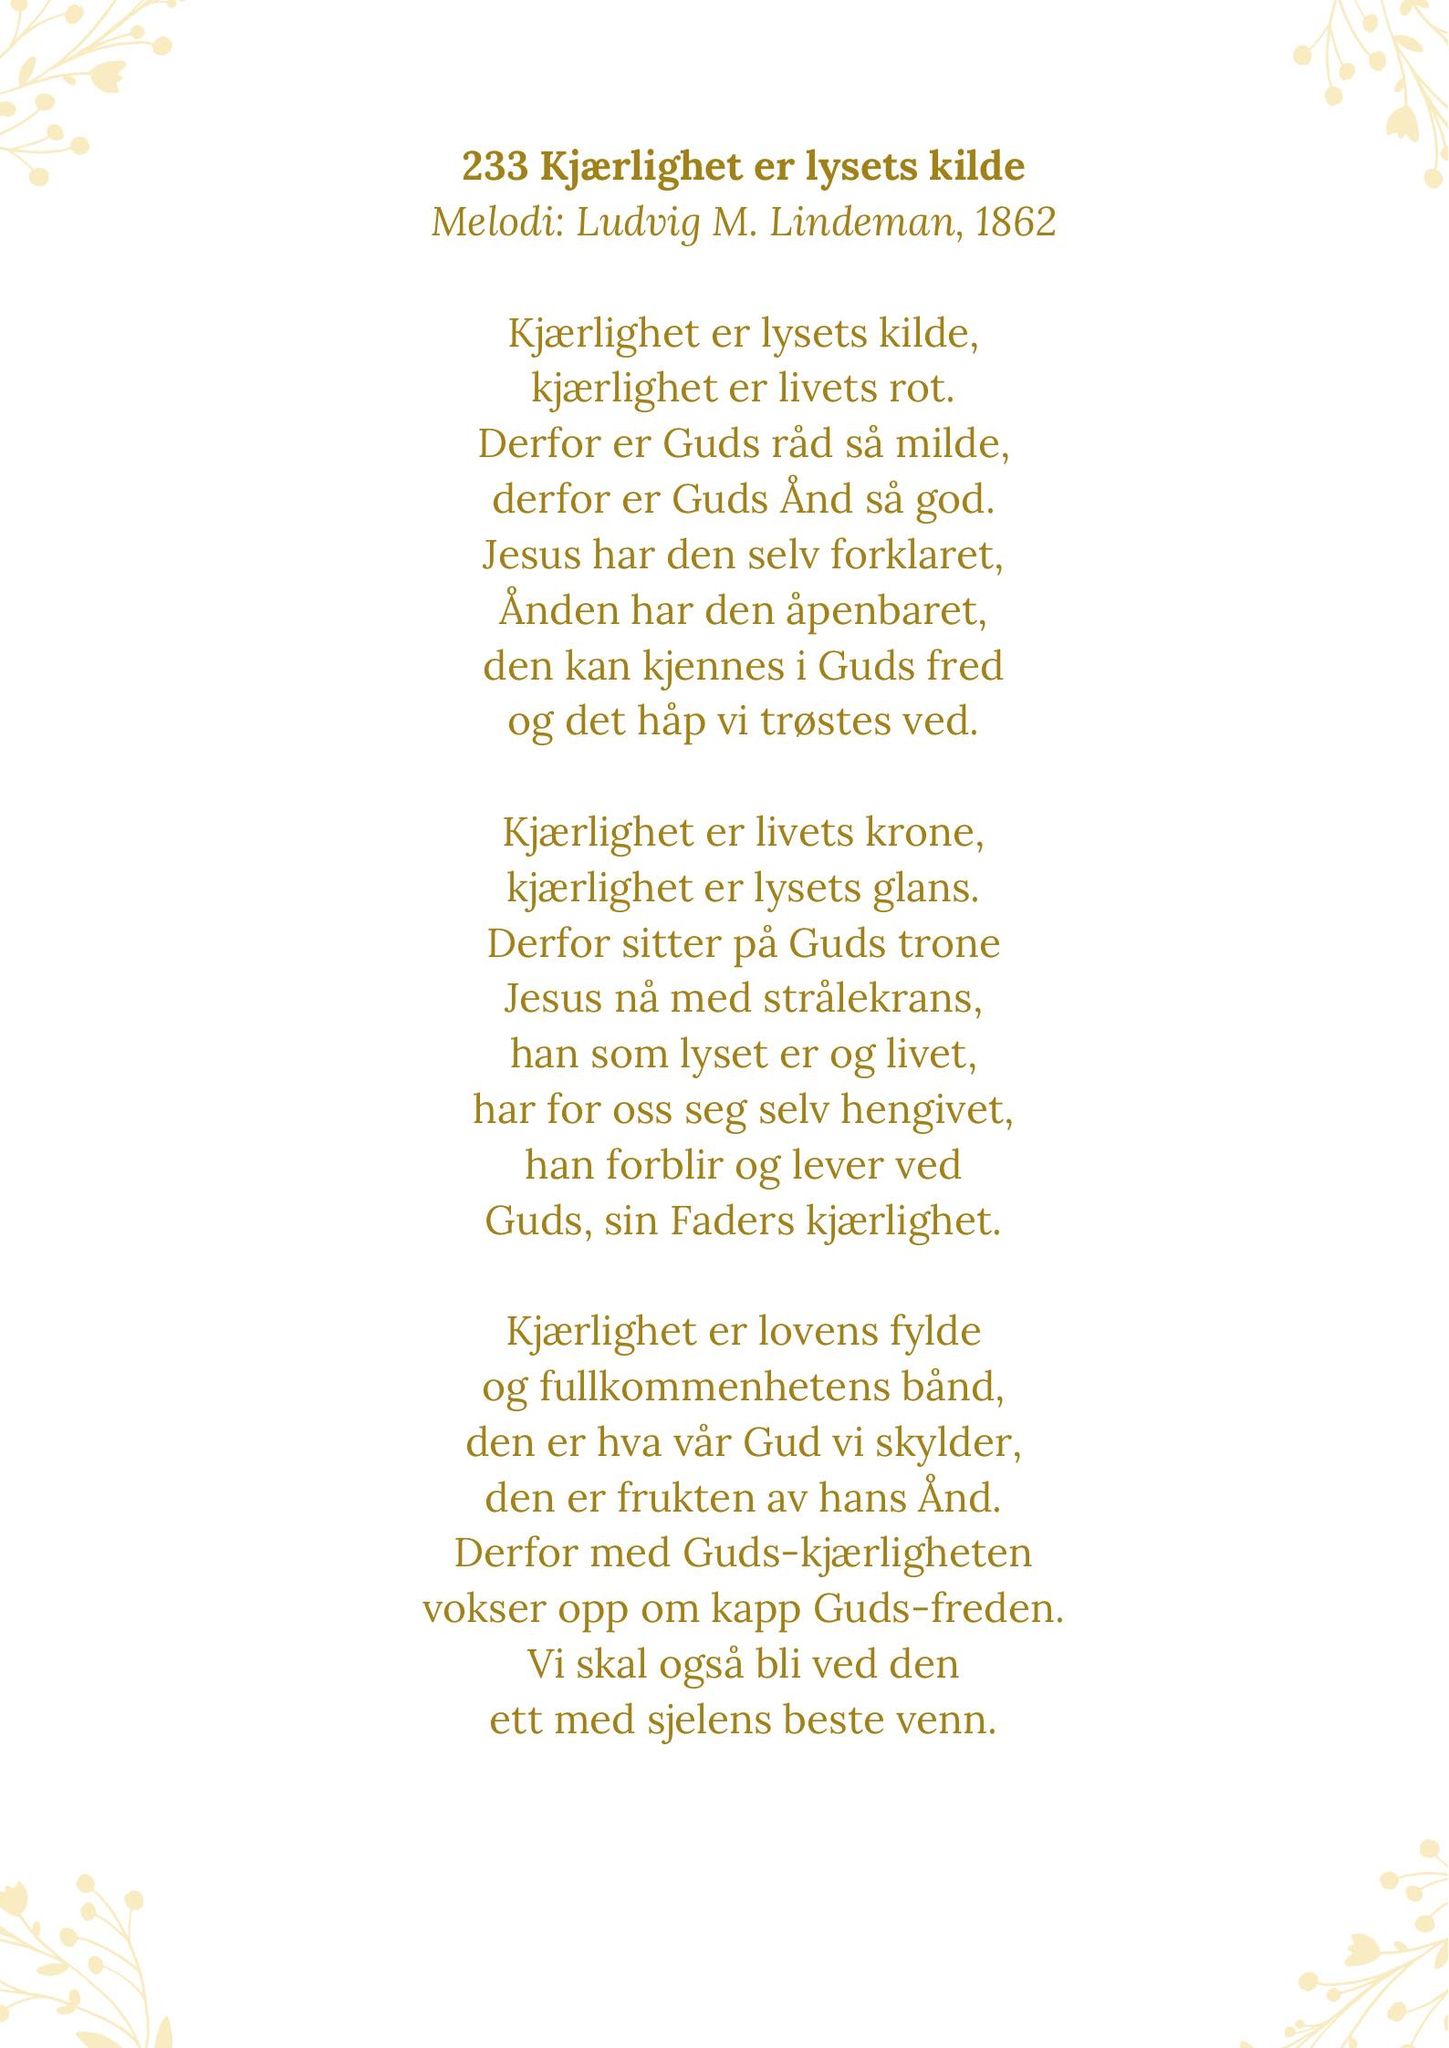 233 Kjærlighet er lysets kilde
Melodi: Ludvig M. Lindeman, 1862
Kjærlighet er lysets kilde,
kjærlighet er livets rot.
Derfor er Guds råd så milde,
derfor er Guds Ånd så god.
Jesus har den selv forklaret,
Ånden har den åpenbaret,
den kan kjennes i Guds fred
og det håp vi trøstes ved.
Kjærlighet er livets krone,
kjærlighet er lysets glans.
Derfor sitter på Guds trone
Jesus nå med strålekrans,
han som lyset er og livet,
har for oss seg selv hengivet,
han forblir og lever ved
Guds, sin Faders kjærlighet.
Kjærlighet er lovens fylde
og fullkommenhetens bånd,
den er hva vår Gud vi skylder,
den er frukten av hans Ånd.
Derfor med Guds-kjærligheten
vokser opp om kapp Guds-freden.
Vi skal også bli ved den
ett med sjelens beste venn.